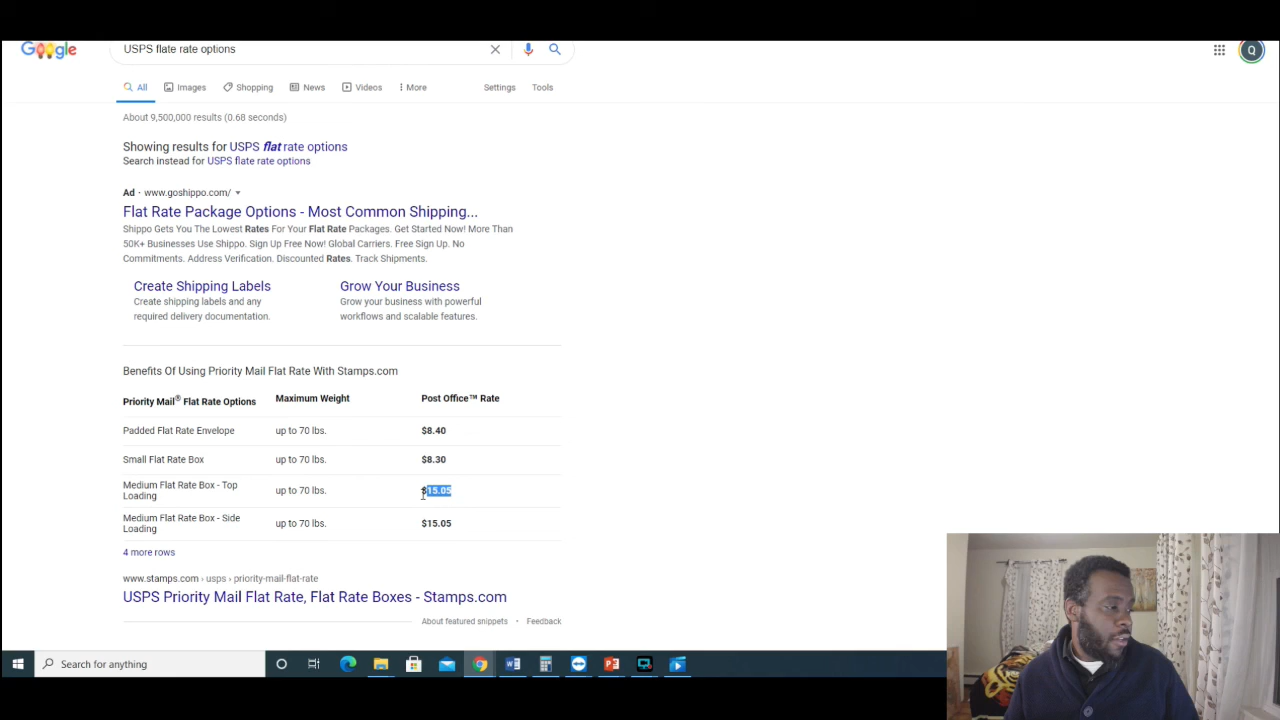 Google
USPS flate rate options
Q
All Images Shopping News Videos More Settings Tools
About 9,500,000 results (0.68 seconds)
Showing results for USPS flat rate options
Search instead for USPS flate rate options
Ad · www.goshippo.com/
Flat Rate Package Options - Most Common Shipping...
Shippo Gets You The Lowest Rates For Your Flat Rate Packages. Get Started Now! More Than
50K+ Businesses Use Shippo. Sign Up Free Now! Global Carriers. Free Sign Up. No
Commitments. Address Verification. Discounted Rates. Track Shipments.
Create Shipping Labels
Create shipping labels and any
required delivery documentation.
Grow Your Business
Grow your business with powerful
workflows and scalable features.
Benefits Of Using Priority Mail Flat Rate With Stamps.com
Priority Mail® Flat Rate Options Maximum Weight Post Office™ Rate
Padded Flat Rate Envelope up to 70 lbs. $8.40
Small Flat Rate Box up to 70 lbs. $8.30
Medium Flat Rate Box - Top
Loading up to 70 lbs. $15.05
Medium Flat Rate Box - Side
Loading up to 70 lbs. $15.05
4 more rows
www.stamps.com › usps › priority-mail-flat-rate
USPS Priority Mail Flat Rate, Flat Rate Boxes - Stamps.com
About featured snippets • Feedback
Search for anything